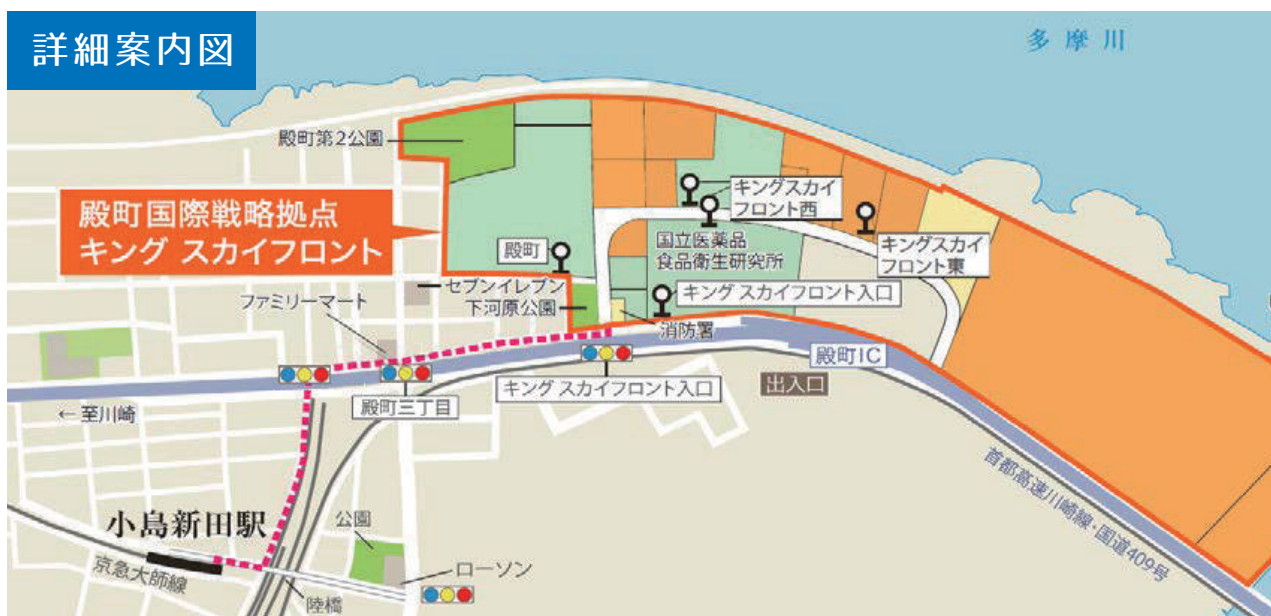 詳細案内図
多摩川
殿町第2公園
殿町国際戦略拠点
キング スカイフロント
キングスカイ
フロント西
殿町
国立医薬品
食品衛生研究所
キングスカイ
フロント東
セブンイレブン
キング スカイフロント入口
下河原公園
ファミリーマート
消防署
殿町IC
キング スカイフロント入口
出入口
殿町三丁目
←至川崎
首都高速川崎線・国道409号
小島新田駅
公園
京急大師線
ローソン
陸橋